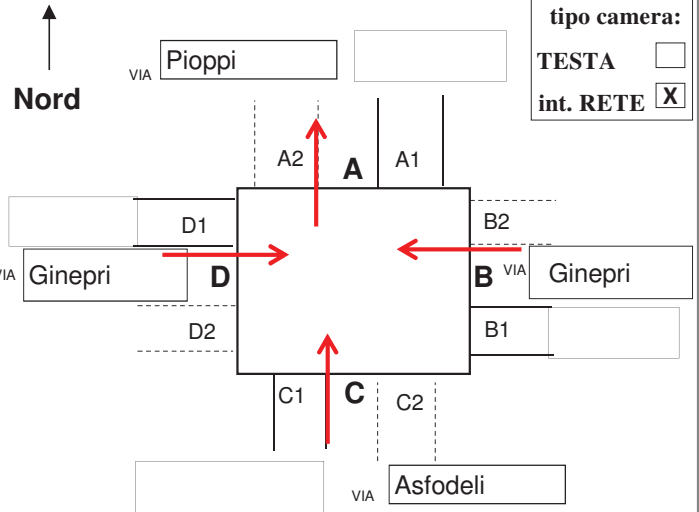 tipo camera:
VIA Pioppi
TESTA
Nord
int. RETE X
A2 A A1
D1 B2
VIA Ginepri D B VIA Ginepri
D2 B1
C1 C C2
VIA Asfodeli